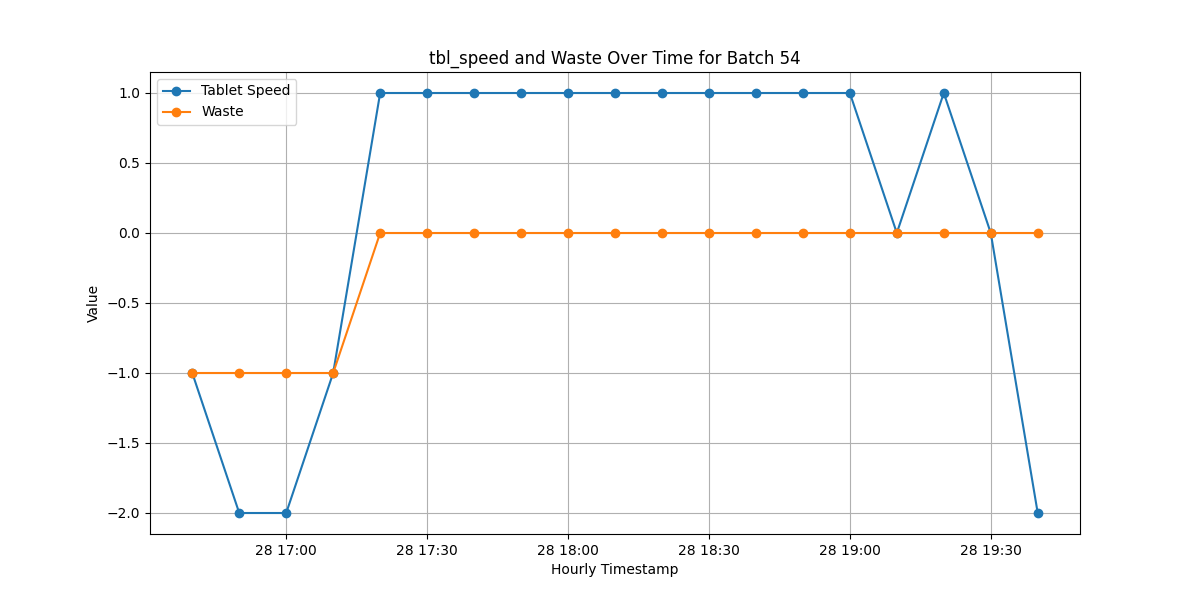 tbl_speed and Waste Over Time for Batch 54
Tablet Speed
Waste
1.0
0.5
0.0
−0.5
−1.0
−1.5
−2.0
Value
28 17:00 28 17:30 28 18:00 28 18:30 28 19:00 28 19:30
Hourly Timestamp